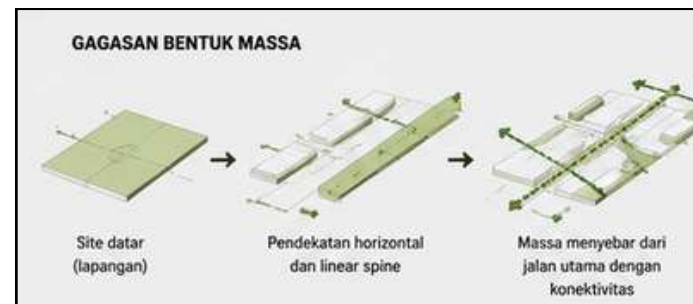 GAGASAN BENTUK MASSA
Site datar
(lapangan)
Pendekatan horizontal
dan linear spine
Massa menyebar dari
jalan utama dengan
konektivitas